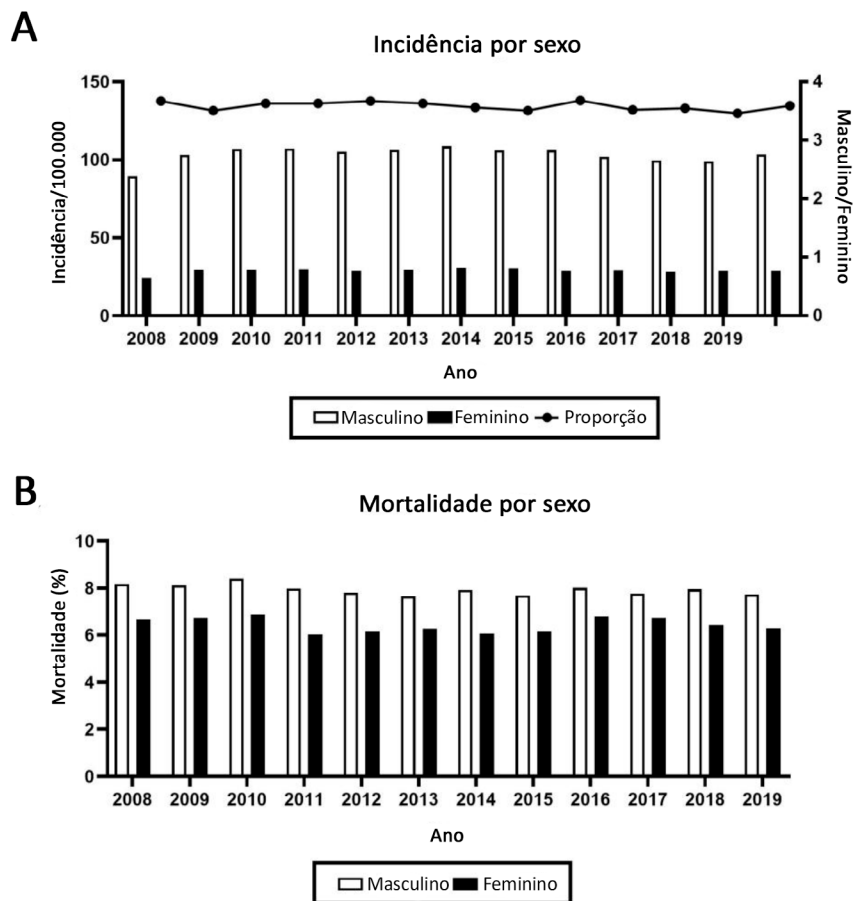 A
Incidência por sexo
150
100
50
0
Incidência/100.000
4
3
2
1
0
Masculino/Feminino
2008 2009 2010 2011 2012 2013 2014 2015 2016 2017 2018 2019
Ano
Masculino Feminino Proporção
B
Mortalidade por sexo
10
8
6
4
2
0
Mortalidade (%)
2008 2009 2010 2011 2012 2013 2014 2015 2016 2017 2018 2019
Ano
Masculino Feminino